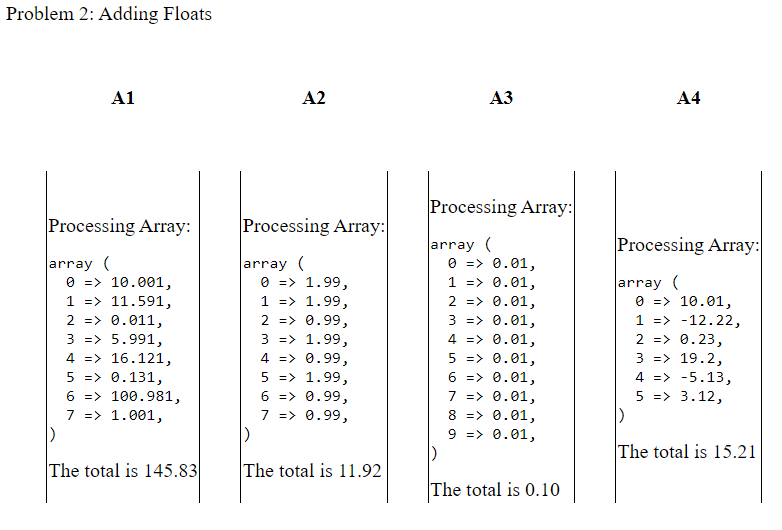 Problem 2: Adding Floats
A1
A2
A3
A4
Processing Array:
array (
0 => 10.001,
1 => 11.591,
2 => 0.011,
3 => 5.991,
4 => 16.121,
5 => 0.131,
6 => 100.981,
7 => 1.001,
)
The total is 145.83
Processing Array:
array (
0 => 1.99,
1 => 1.99,
2 => 0.99,
3 => 1.99,
4 => 0.99,
5 => 1.99,
6 => 0.99,
7 => 0.99,
)
The total is 11.92
Processing Array:
array (
0 => 0.01,
1 => 0.01,
2 => 0.01,
3 => 0.01,
4 => 0.01,
5 => 0.01,
6 => 0.01,
7 => 0.01,
8 => 0.01,
9 => 0.01,
)
The total is 0.10
Processing Array:
array (
0 => 10.01,
1 => -12.22,
2 => 0.23,
3 => 19.2,
4 => -5.13,
5 => 3.12,
)
The total is 15.21